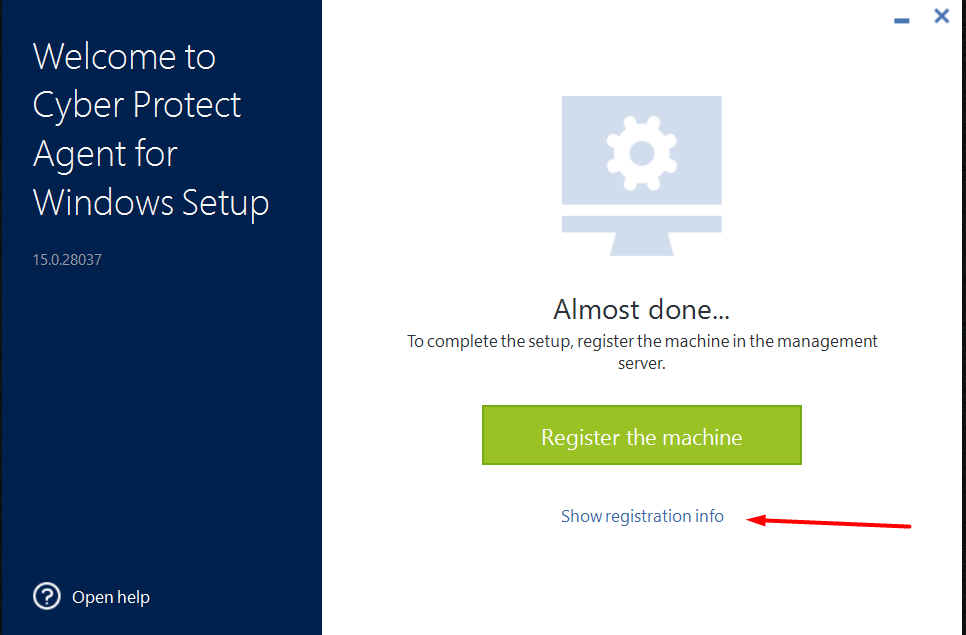 Welcome to
Cyber Protect
Agent for
Windows Setup
15.0.28037
Almost done...
To complete the setup, register the machine in the management
server.
Register the machine
Show registration info
? Open help